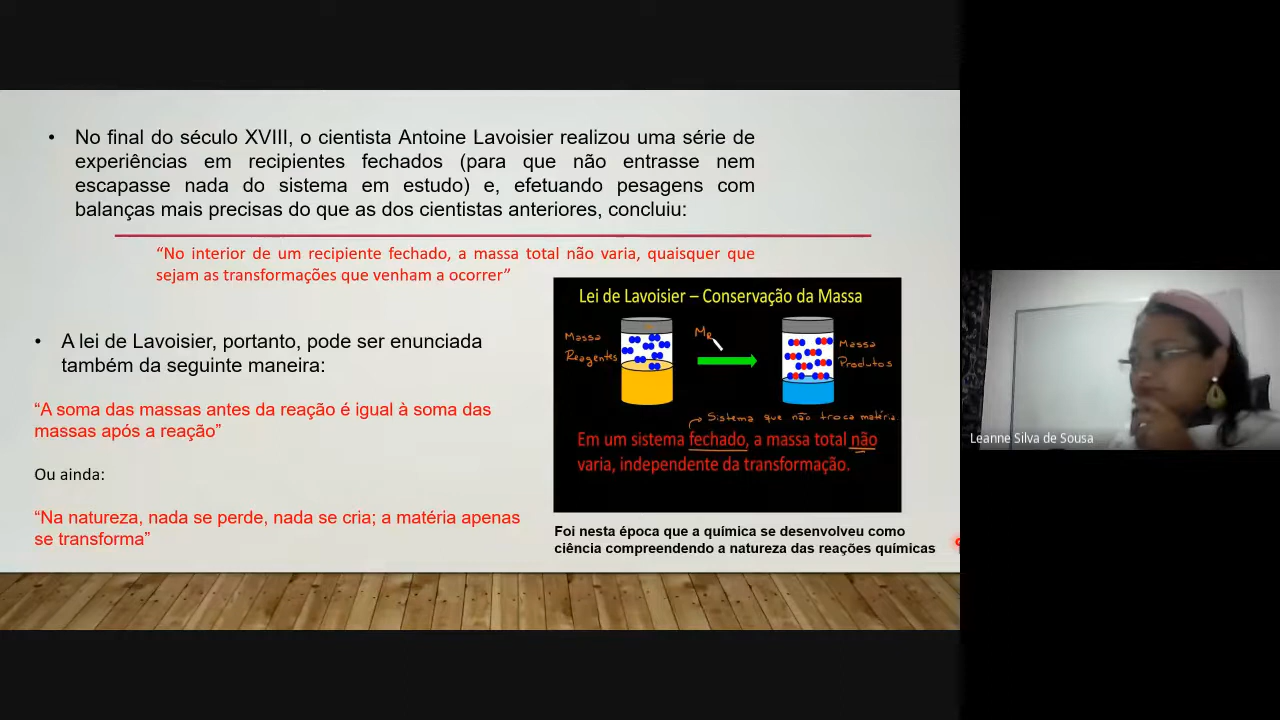 • No final do século XVIII, o cientista Antoine Lavoisier realizou uma série de
experiências em recipientes fechados (para que não entrasse nem
escapasse nada do sistema em estudo) e, efetuando pesagens com
balanças mais precisas do que as dos cientistas anteriores, concluiu:
“No interior de um recipiente fechado, a massa total não varia, quaisquer que
sejam as transformações que venham a ocorrer”
• A lei de Lavoisier, portanto, pode ser enunciada
também da seguinte maneira:
“A soma das massas antes da reação é igual à soma das
massas após a reação”
Ou ainda:
“Na natureza, nada se perde, nada se cria; a matéria apenas
se transforma”
Lei de Lavoisier – Conservação da Massa
Massa
Reagentes
MR
Massa
Produtos
Sistema que não troca matéria.
Em um sistema fechado, a massa total não
varia, independente da transformação.
Foi nesta época que a química se desenvolveu como
ciência compreendendo a natureza das reações químicas
Leanne Silva de Sousa